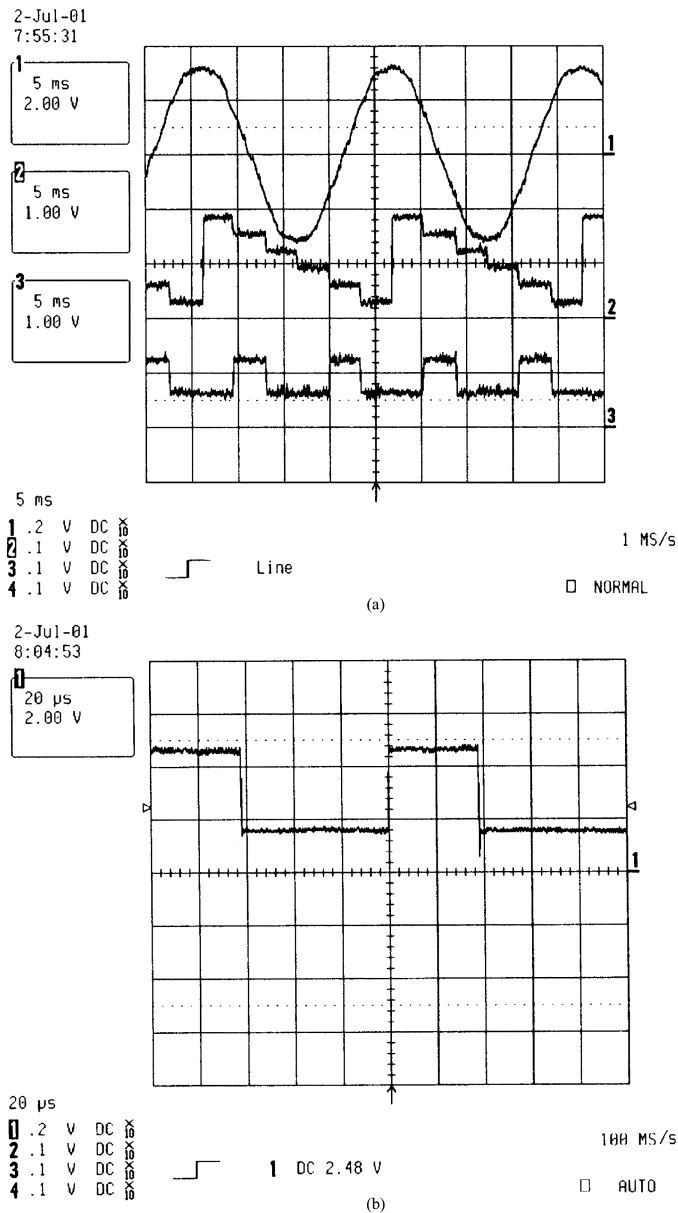 2-Jul-01
7:55:31
1
5 ms
2.00 V
2
5 ms
1.00 V
3
5 ms
1.00 V
1
2
3
5 ms
1 .2 V DC ×10
2 .1 V DC ×10
3 .1 V DC ×10
4 .1 V DC ×10
Line
1 MS/s
□ NORMAL
(a)
2-Jul-01
8:04:53
1
20 µs
2.00 V
1
20 µs
1 .2 V DC ×10
2 .1 V DC ×10
3 .1 V DC ×10
4 .1 V DC ×10
1 DC 2.48 V
100 MS/s
□ AUTO
(b)